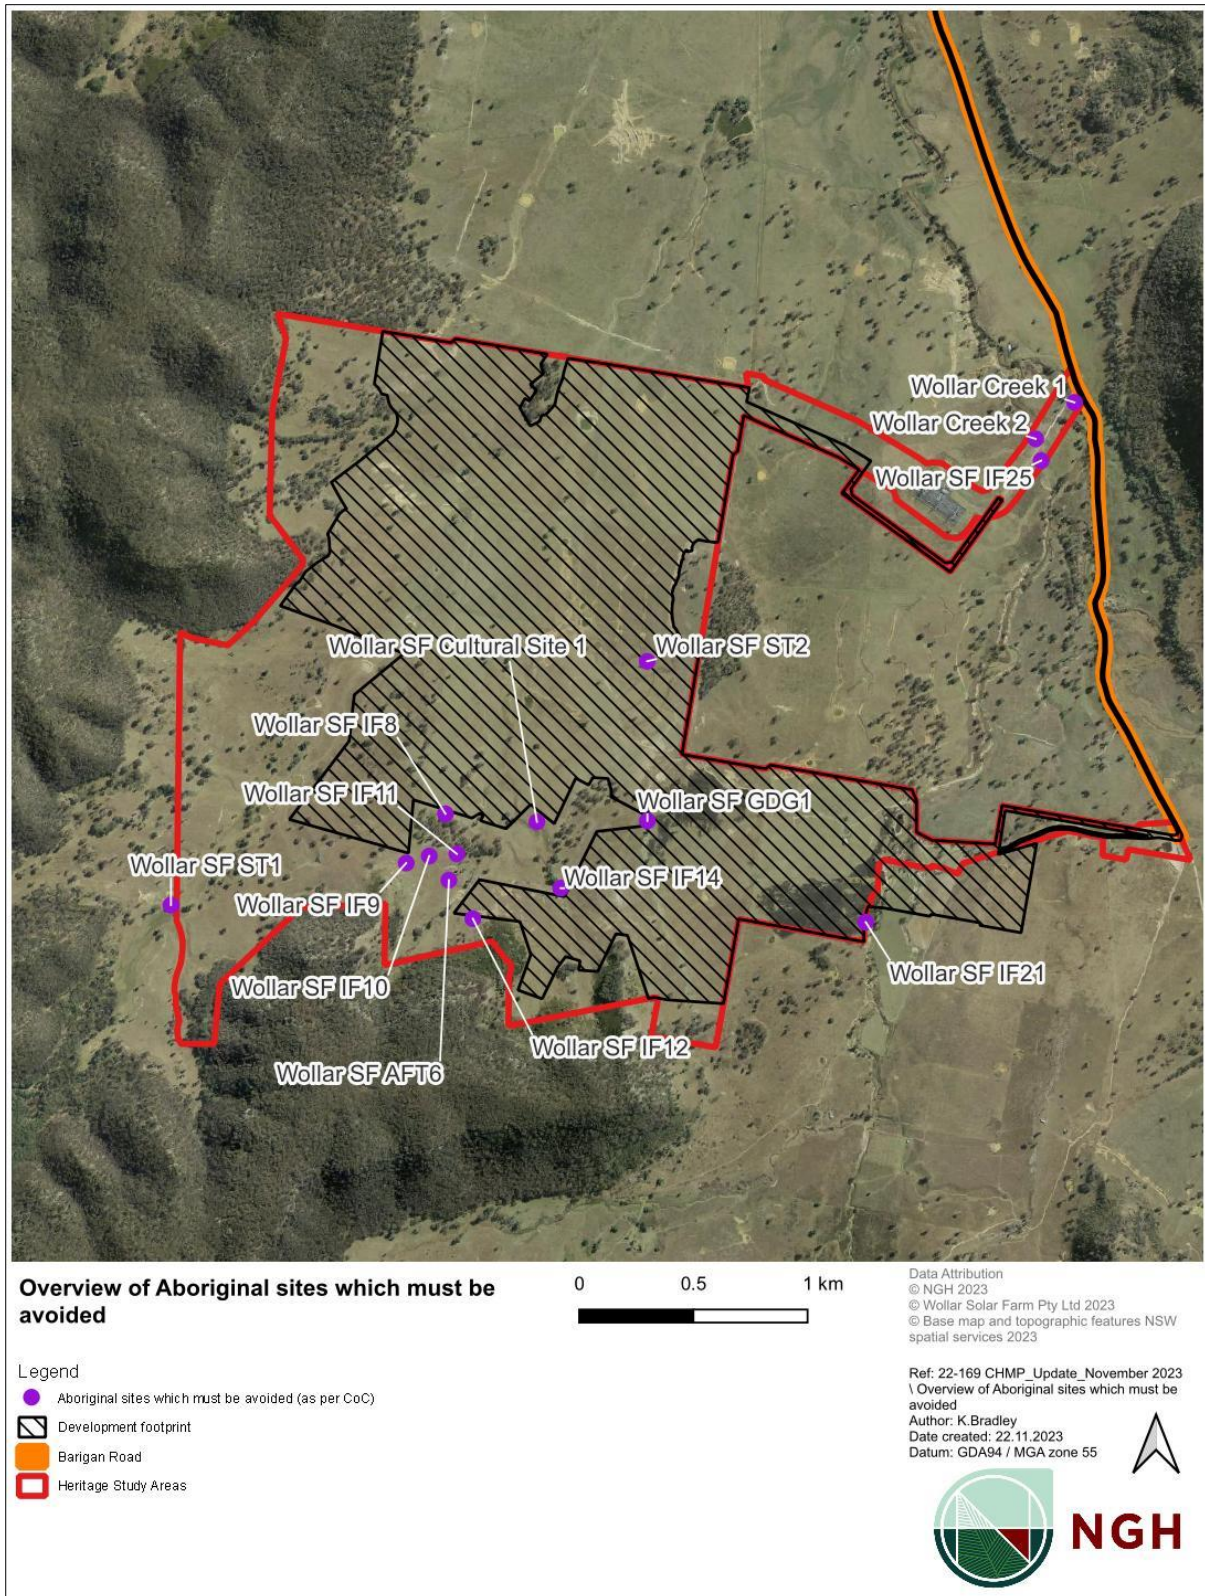 Wollar Creek 1
Wollar Creek 2
Wollar SF IF25
Wollar SF Cultural Site 1
Wollar SF ST2
Wollar SF IF8
Wollar SF IF11
Wollar SF GDG1
Wollar SF ST1
Wollar SF IF14
Wollar SF IF9
Wollar SF IF10
Wollar SF IF21
Wollar SF IF12
Wollar SF AFT6
Overview of Aboriginal sites which must be
avoided
0 0.5 1 km
Legend
Aboriginal sites which must be avoided (as per CoC)
Development footprint
Barigan Road
Heritage Study Areas
Data Attribution
© NGH 2023
© Wollar Solar Farm Pty Ltd 2023
© Base map and topographic features NSW
spatial services 2023
Ref: 22-169 CHMP_Update_November 2023
\ Overview of Aboriginal sites which must be
avoided
Author: K.Bradley
Date created: 22.11.2023
Datum: GDA94 / MGA zone 55
NGH